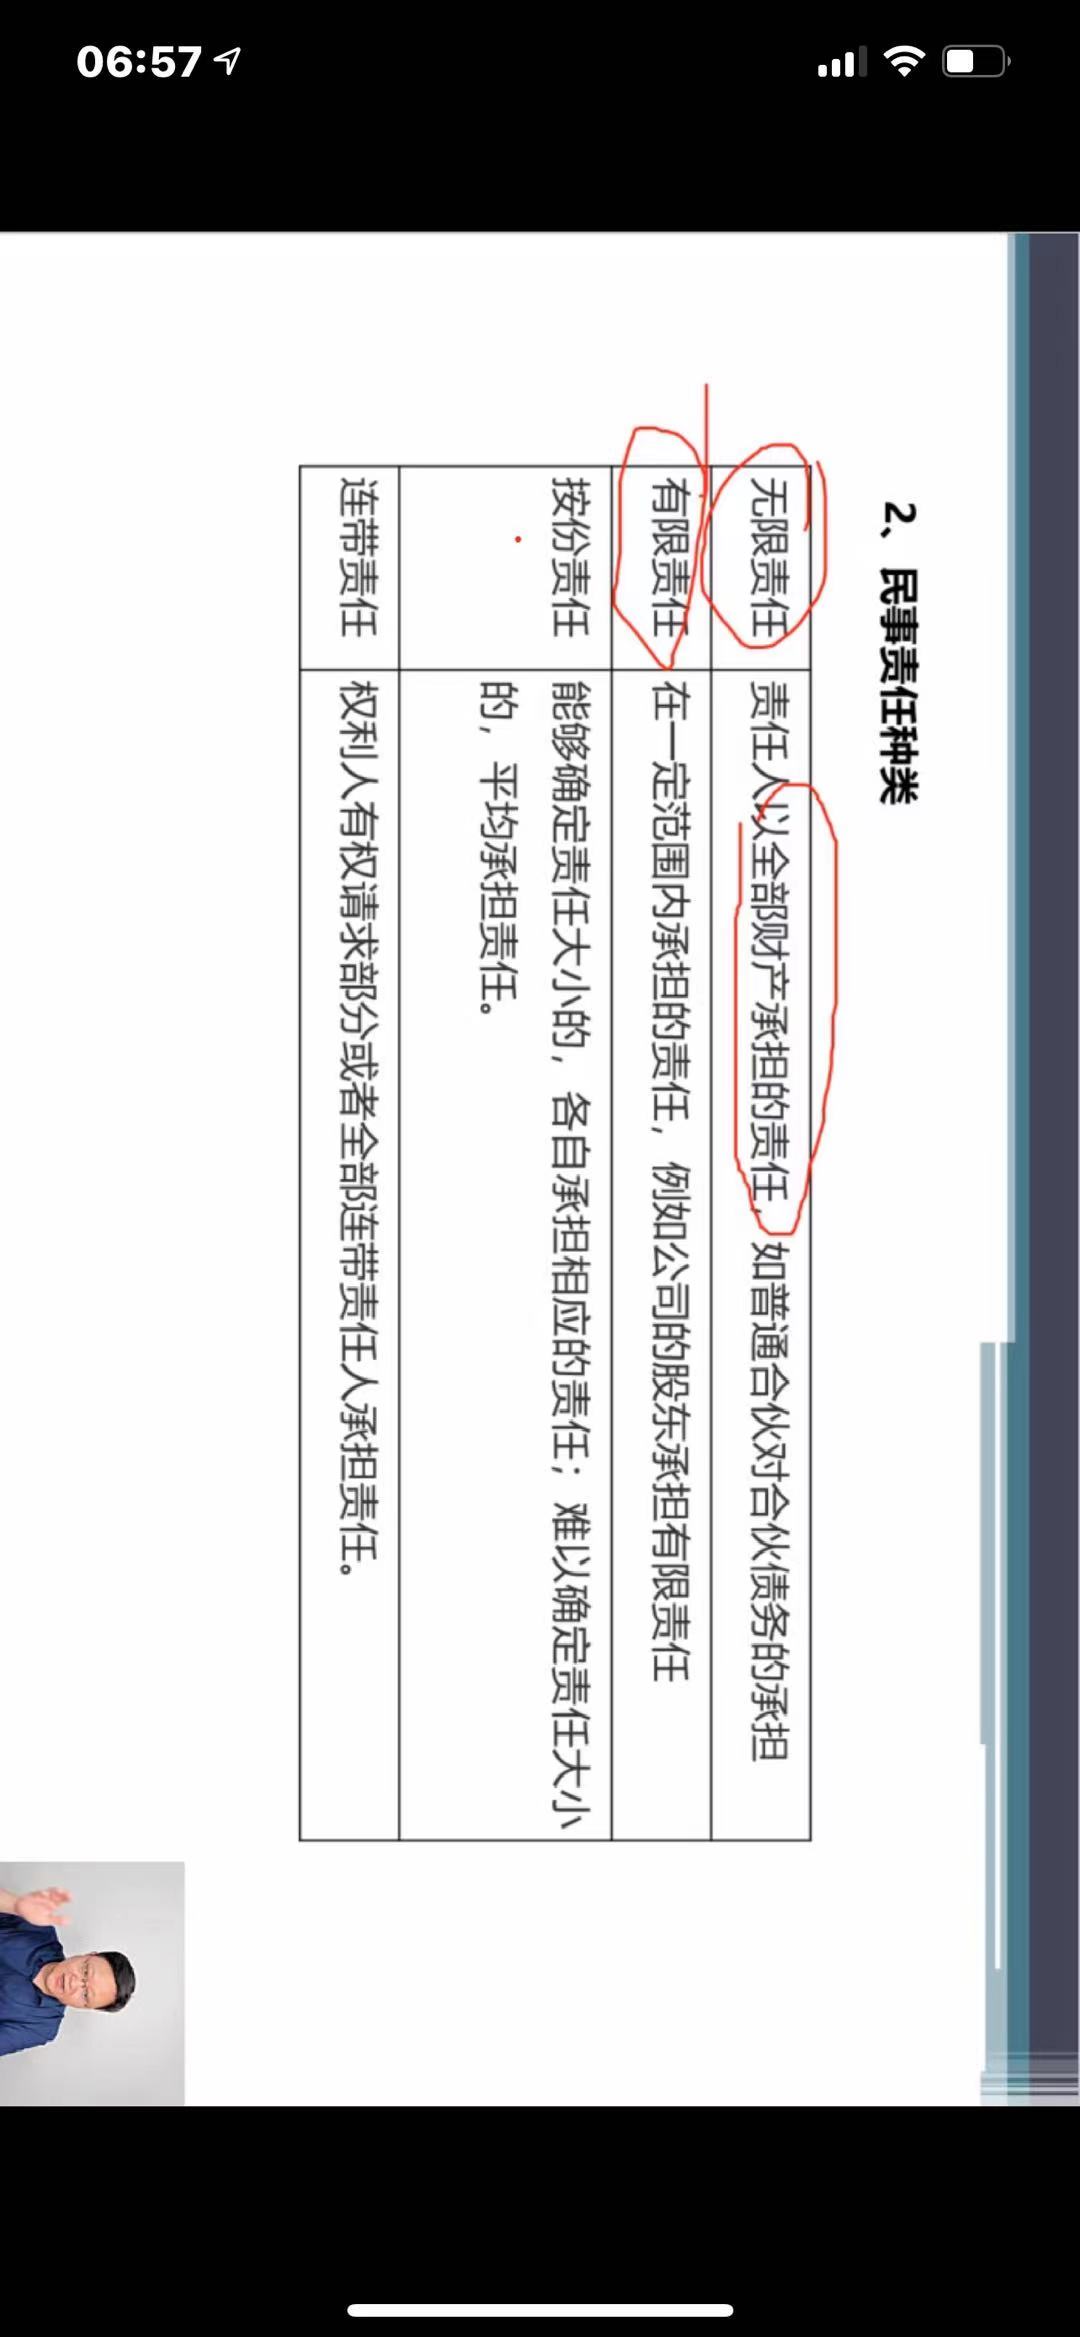 06:57
2、民事责任种类
无限责任
责任人以全部财产承担的责任，如普通合伙对合伙债务的承担
有限责任
在一定范围内承担的责任，例如公司的股东承担有限责任
按份责任
能够确定责任大小的，各自承担相应的责任；难以确定责任大小
的，平均承担责任。
连带责任
权利人有权请求部分或者全部连带责任人承担责任。